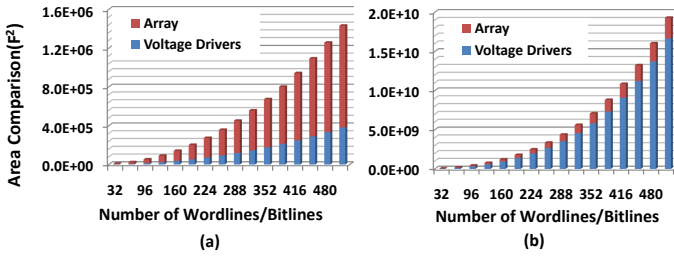 Area Comparison(F²)
1.6E+06
1.2E+06
8.0E+05
4.0E+05
0.0E+00
Array
Voltage Drivers
32 96 160 224 288 352 416 480
Number of Wordlines/Bitlines
(a)
2.0E+10
1.5E+10
1.0E+10
5.0E+09
0.0E+00
Array
Voltage Drivers
32 96 160 224 288 352 416 480
Number of Wordlines/Bitlines
(b)